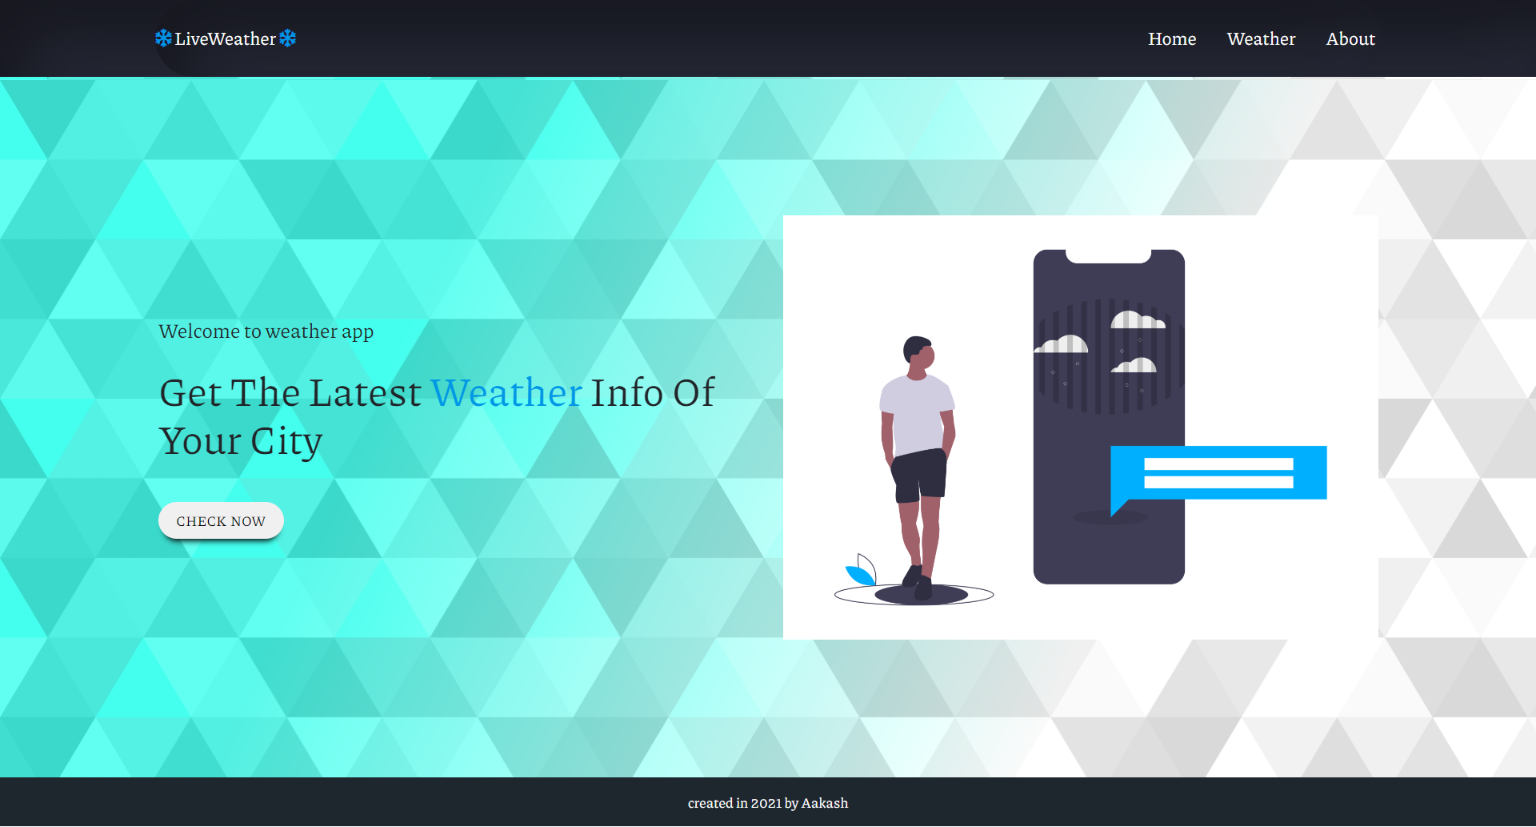 ❄LiveWeather❄
Home Weather About
Welcome to weather app
Get The Latest Weather Info Of
Your City
CHECK NOW
created in 2021 by Aakash